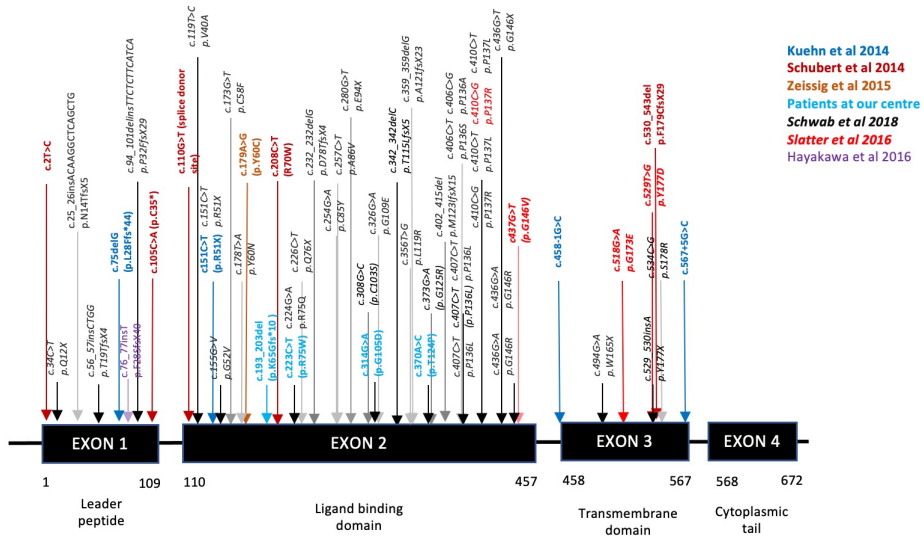 Kuehn et al 2014
Schubert et al 2014
Zeissig et al 2015
Patients at our centre
Schwab et al 2018
Slatter et al 2016
Hayakawa et al 2016
c.2T>C
c.34C>T
p.Q12X
c.25_26insACAAGGCTCAGCTG
p.N14TfsX5
c.56_57insCTGG
p.T19TfsX4
c.75delG
(p.L28Ffs*44)
c.76_77insT
p.F28SfsX40
c.94_101delinsTTCTCTTCATCA
p.P32FfsX29
c.105C>A (p.C35*)
c.110G>T (splice donor
site)
c.119T>C
p.V40A
c.151C>T
p.R51X
c151C>T
(p.R51X)
c.155G>V
p.G52V
c.173G>T
p.C58F
c.178T>A
p.Y60N
c.179A>G
(p.Y60C)
c.193_203del
(p.K65Gfs*10 )
c.208C>T
(R70W)
c.223C>T
(p.R75W)
c.224G>A
p.R75Q
c.226C>T
p.Q76X
c.232_232delG
p.D78TfsX4
c.254G>A
p.C85Y
c.257C>T
p.A86V
c.280G>T
p.E94X
c.308G>C
(p.C103S)
c.314G>A
(p.G105D)
c.326G>A
p.G109E
c.342_342delC
p.T115LfsX5
c.356T>G
p.L119R
c.359_359delG
p.A121fsX23
c.370A>C
(p.T124P)
c.373G>A
(p.G125R)
c.402_415del
p.M123IfsX15
c.406C>G
p.P136A
c.406C>T
p.P136S
c.407C>T
p.P136L
c.407C>T
(p.P136L)
c.407C>T
p.P136L
c.410C>T
p.P137L
c.410C>G
p.P137R
c.410C>T
p.P137L
c.410C>G
p.P137R
c.436G>T
p.G146X
c.436G>A
p.G146R
c.436G>A
p.G146R
c437G>T
(p.G146V)
c.458-1G>C
c.494G>A
p.W165X
c.518G>A
p.G173E
c.529T>G
p.Y177D
c.530_543del
p.F179CfsX29
c.534C>G
p.S178R
c.529_530insA
p.Y177X
c.567+5G>C
EXON 1
EXON 2
EXON 3
EXON 4
1
109
110
457
458
567
568
672
Leader
peptide
Ligand binding
domain
Transmembrane
domain
Cytoplasmic
tail